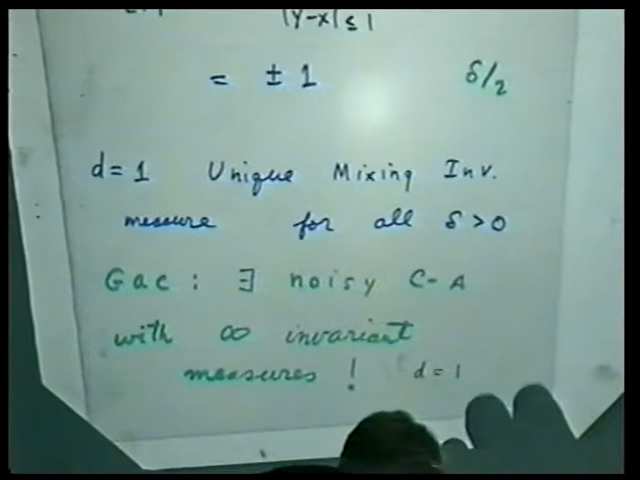 |y-x| ≤ 1
= ± 1 δ/2
d = 1 Unique Mixing Inv.
measure for all δ > 0
Gac : ∃ noisy C-A
with ∞ invariant
measures ! d = 1